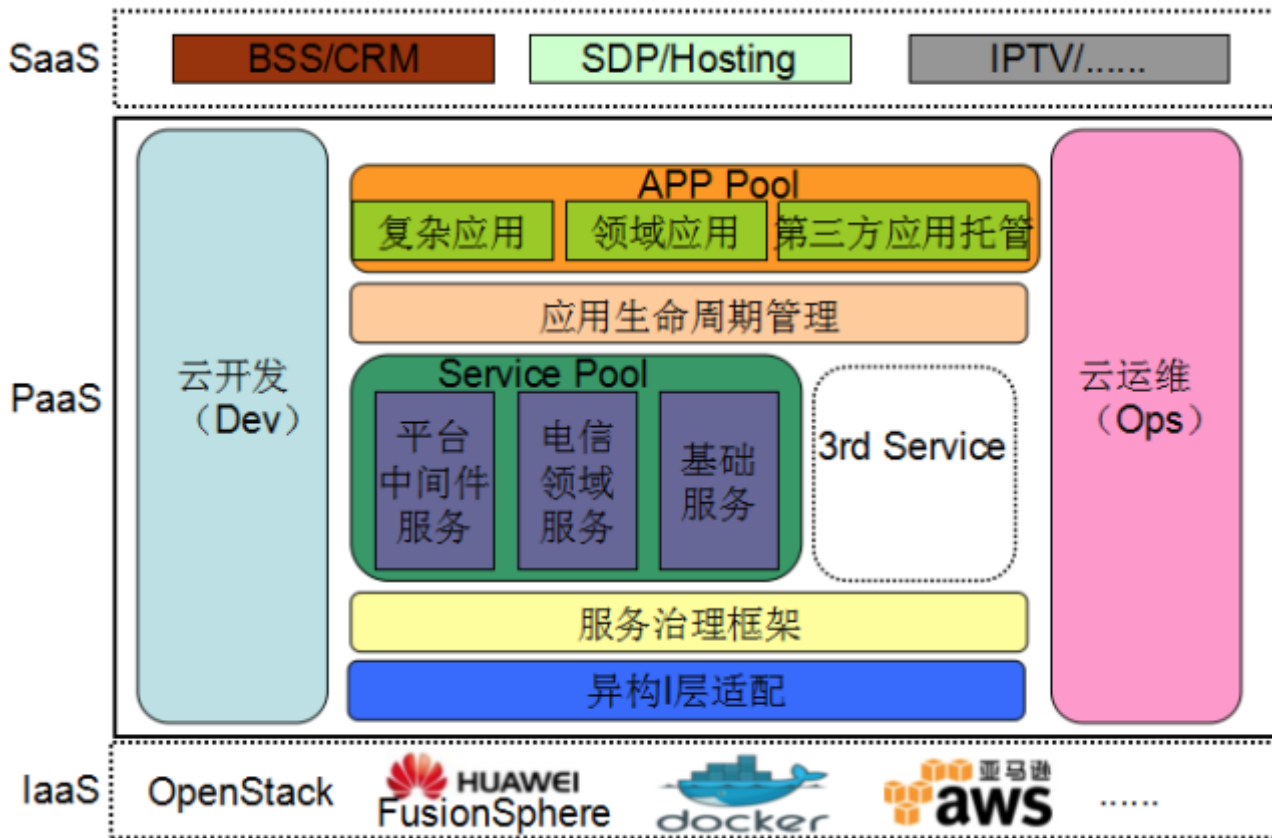 SaaS
BSS/CRM
SDP/Hosting
IPTV/......
PaaS
云开发
（Dev）
APP Pool
复杂应用
领域应用
第三方应用托管
应用生命周期管理
Service Pool
平台
中间件
服务
电信
领域
服务
基础
服务
3rd Service
服务治理框架
异构I层适配
云运维
（Ops）
IaaS
OpenStack
HUAWEI
FusionSphere
docker
亚马逊
aws
......